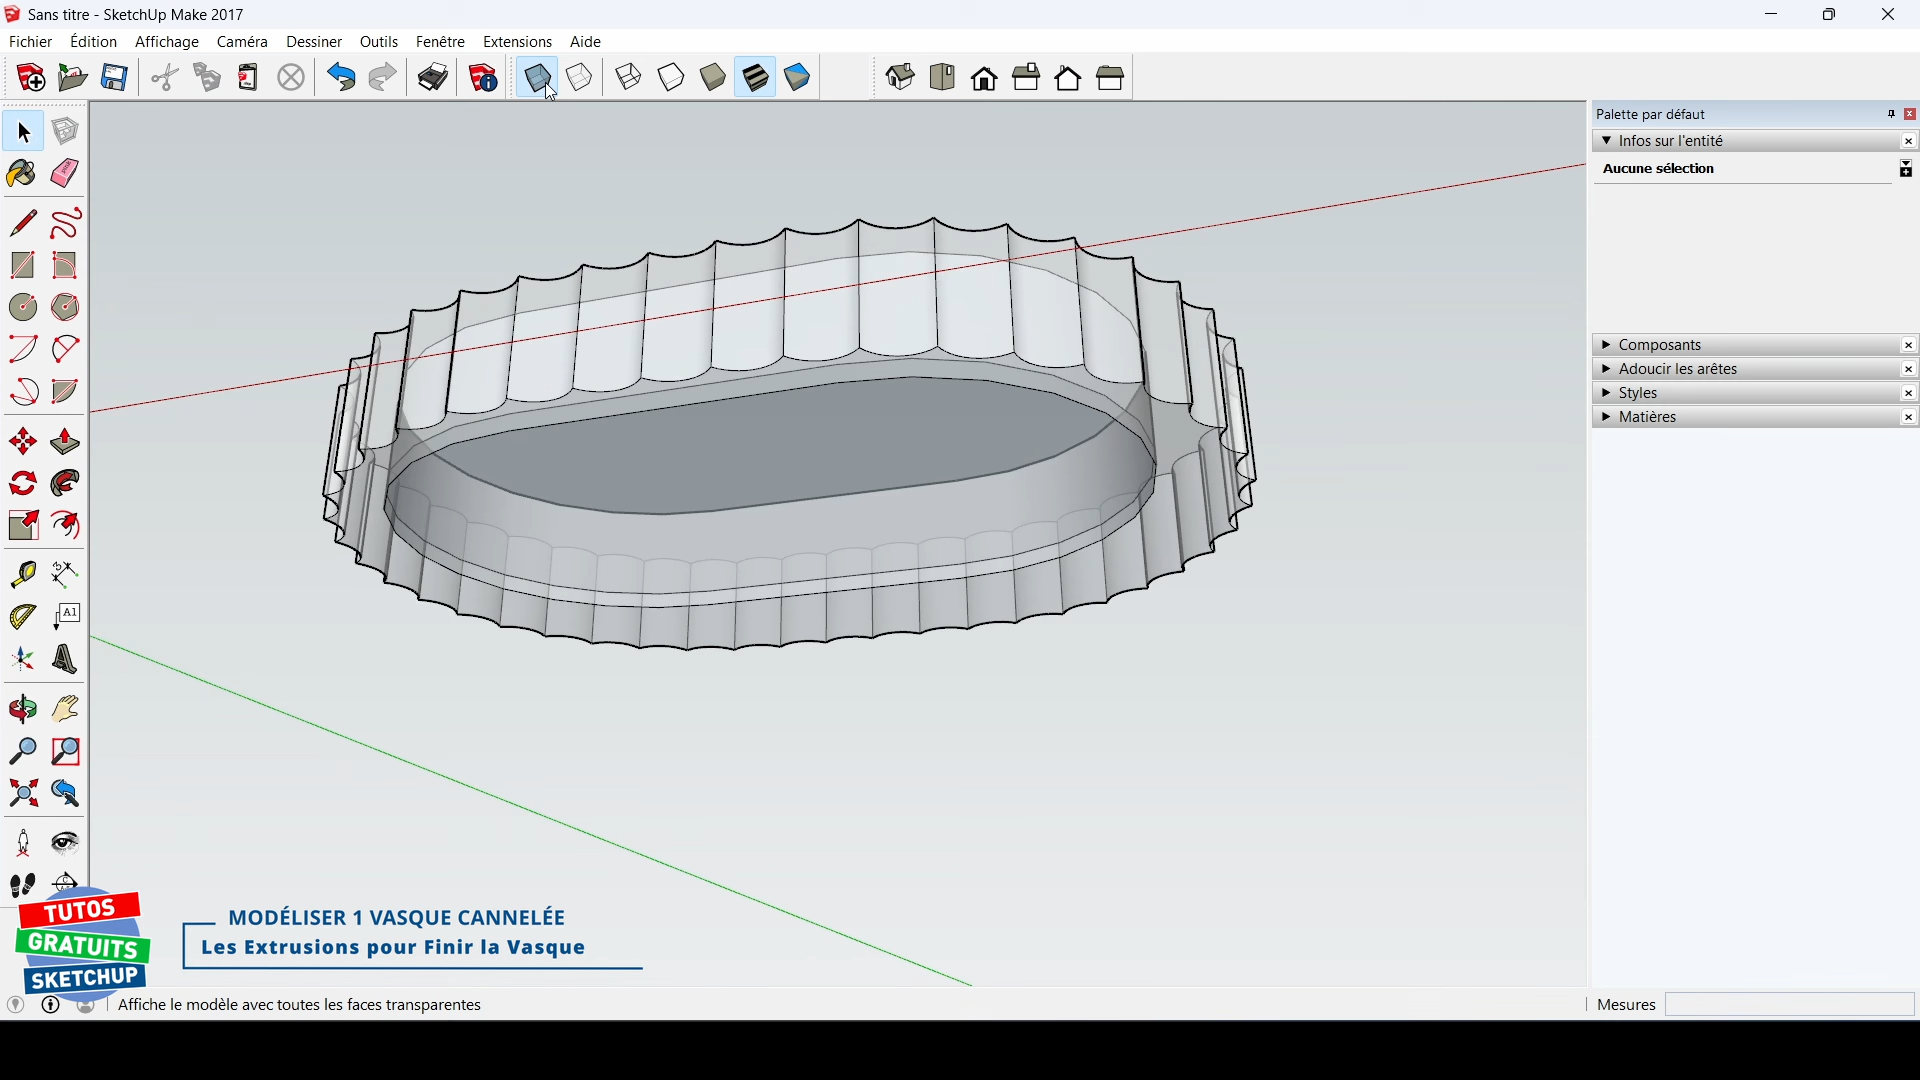 Sans titre - SketchUp Make 2017
Fichier Édition Affichage Caméra Dessiner Outils Fenêtre Extensions Aide
Palette par défaut
Infos sur l'entité
Aucune sélection
Composants
Adoucir les arêtes
Styles
Matières
A1
TUTOS
GRATUITS
SKETCHUP
MODÉLISER 1 VASQUE CANNELÉE
Les Extrusions pour Finir la Vasque
Affiche le modèle avec toutes les faces transparentes
Mesures